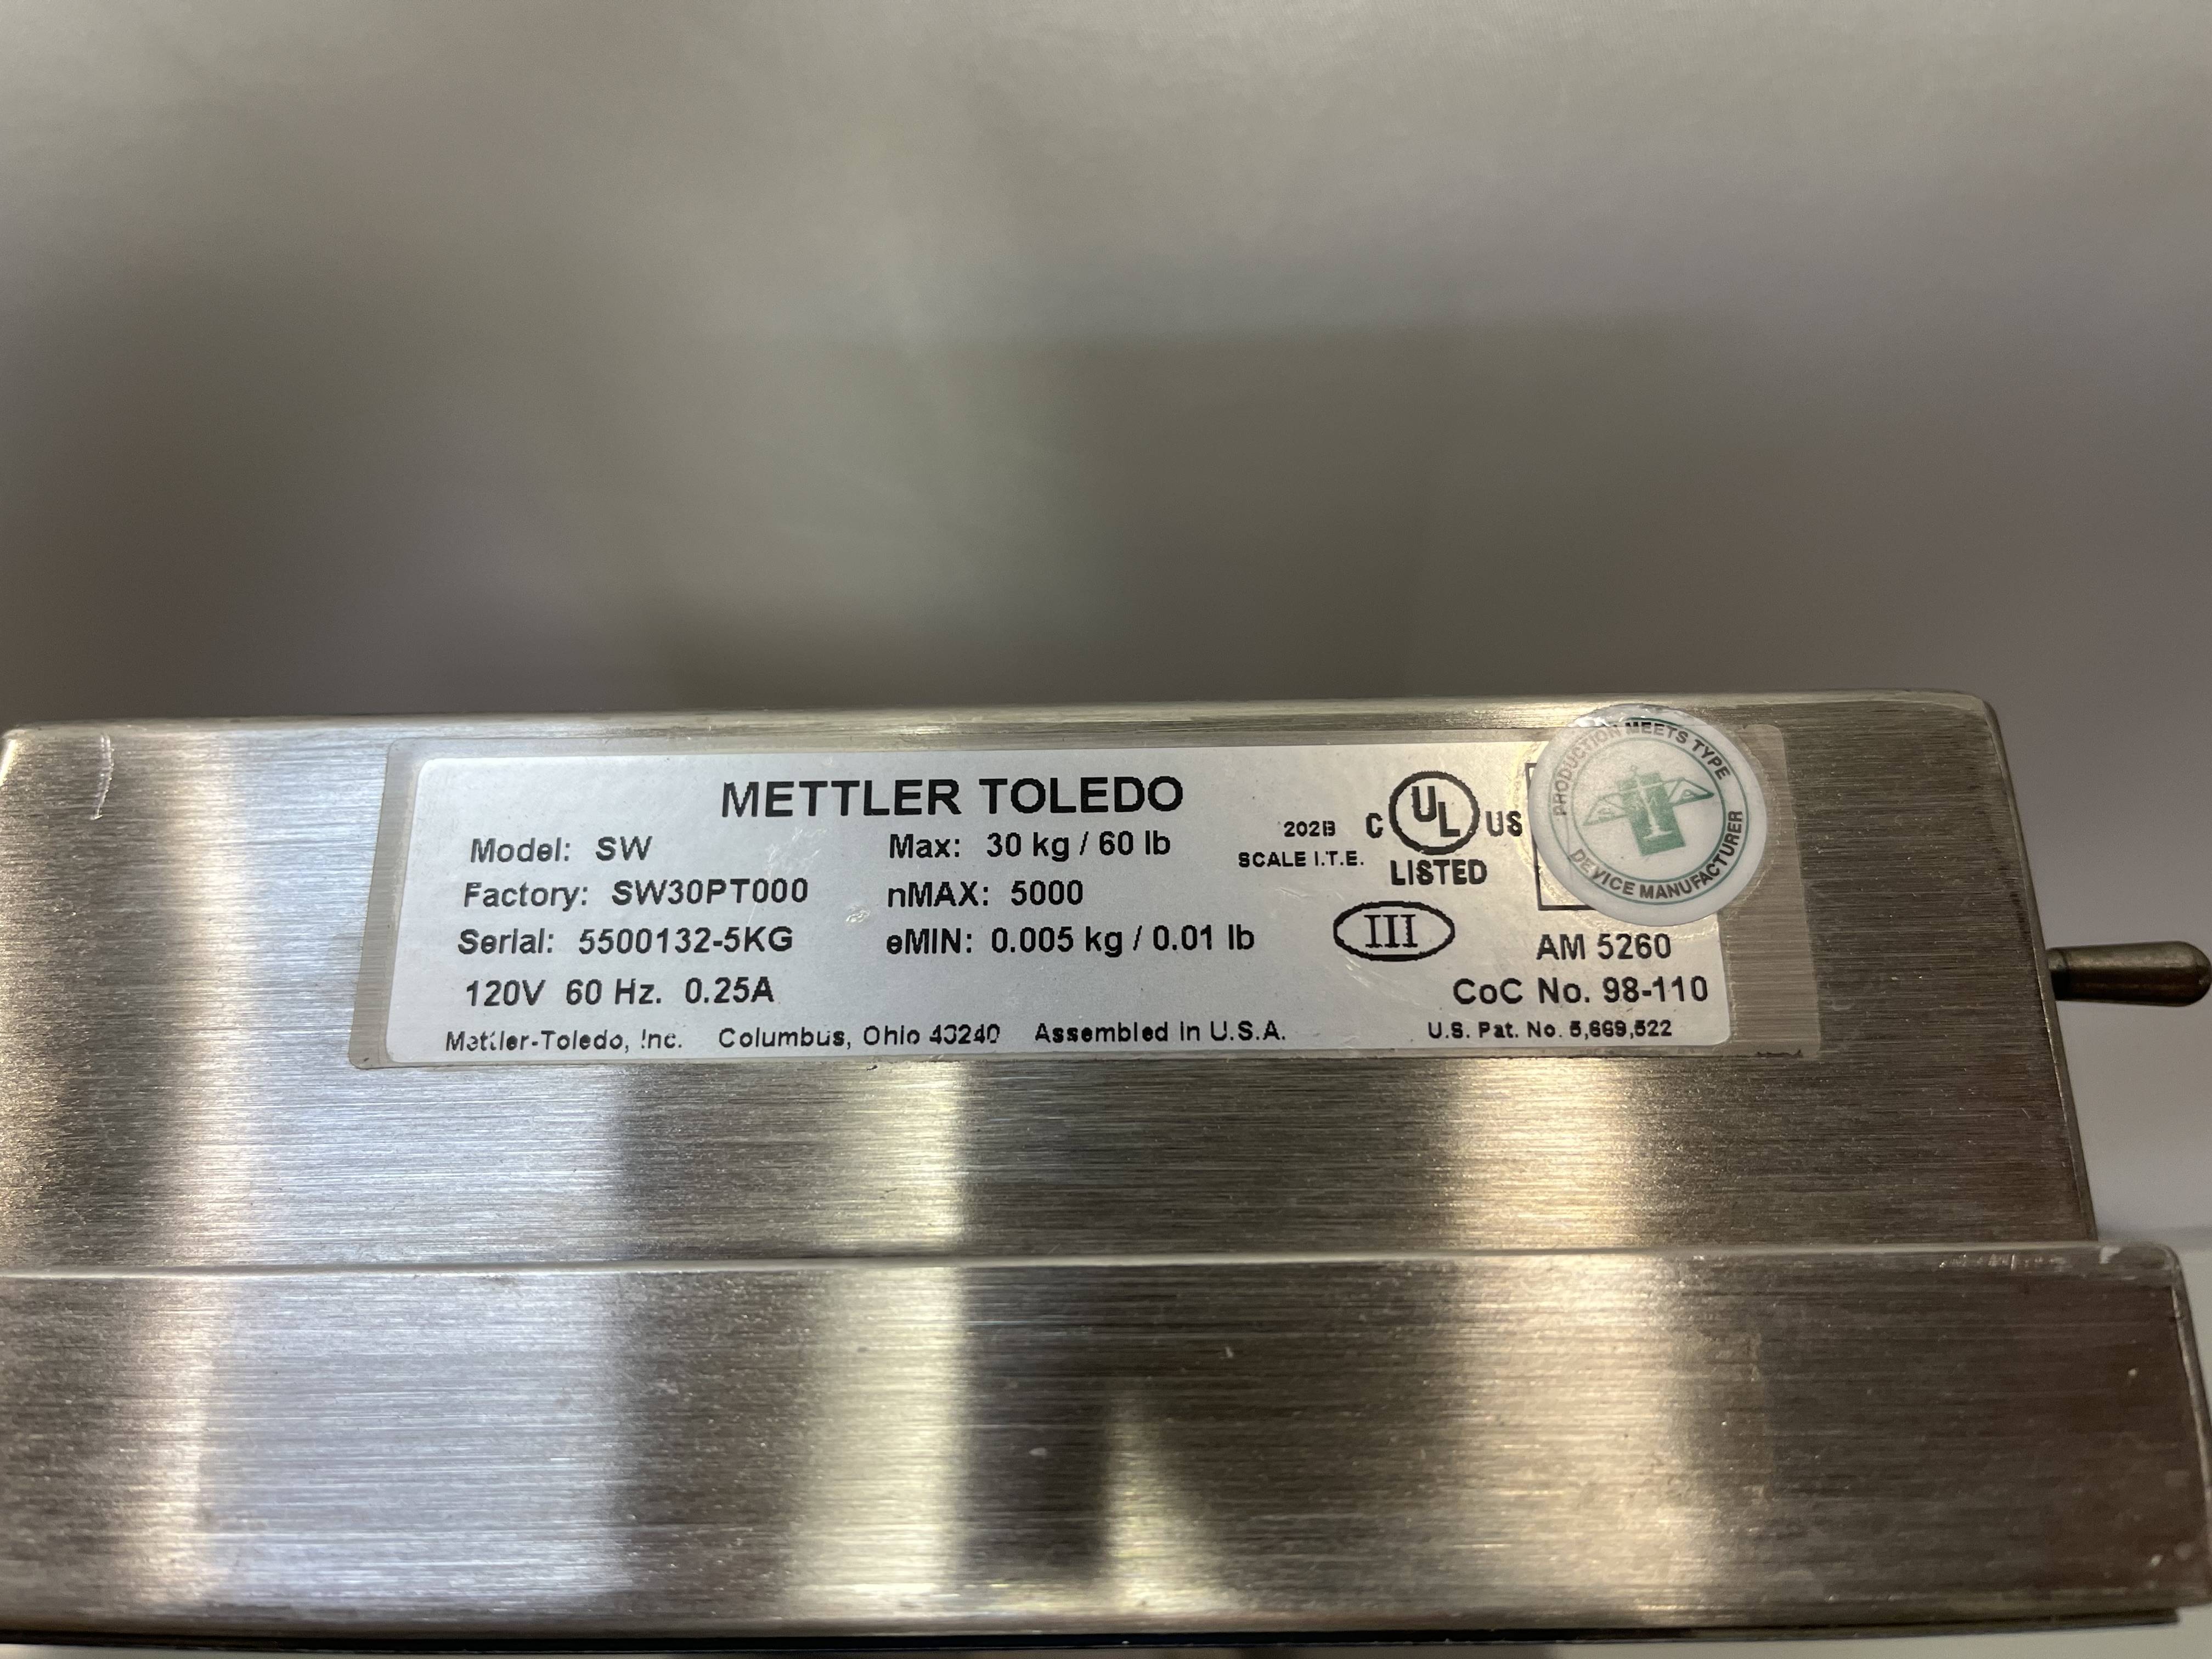 METTLER TOLEDO
Model: SW
Factory: SW30PT000
Serial: 5500132-5KG
120V 60 Hz. 0.25A
Max: 30 kg / 60 lb
nMAX: 5000
eMIN: 0.005 kg / 0.01 lb
202B
SCALE I.T.E.
C UL US
LISTED
III
PRODUCTION MEETS TYPE
DEVICE MANUFACTURER
AM 5260
CoC No. 98-110
Mettler-Toledo, Inc. Columbus, Ohio 43240 Assembled in U.S.A.
U.S. Pat. No. 5,669,522